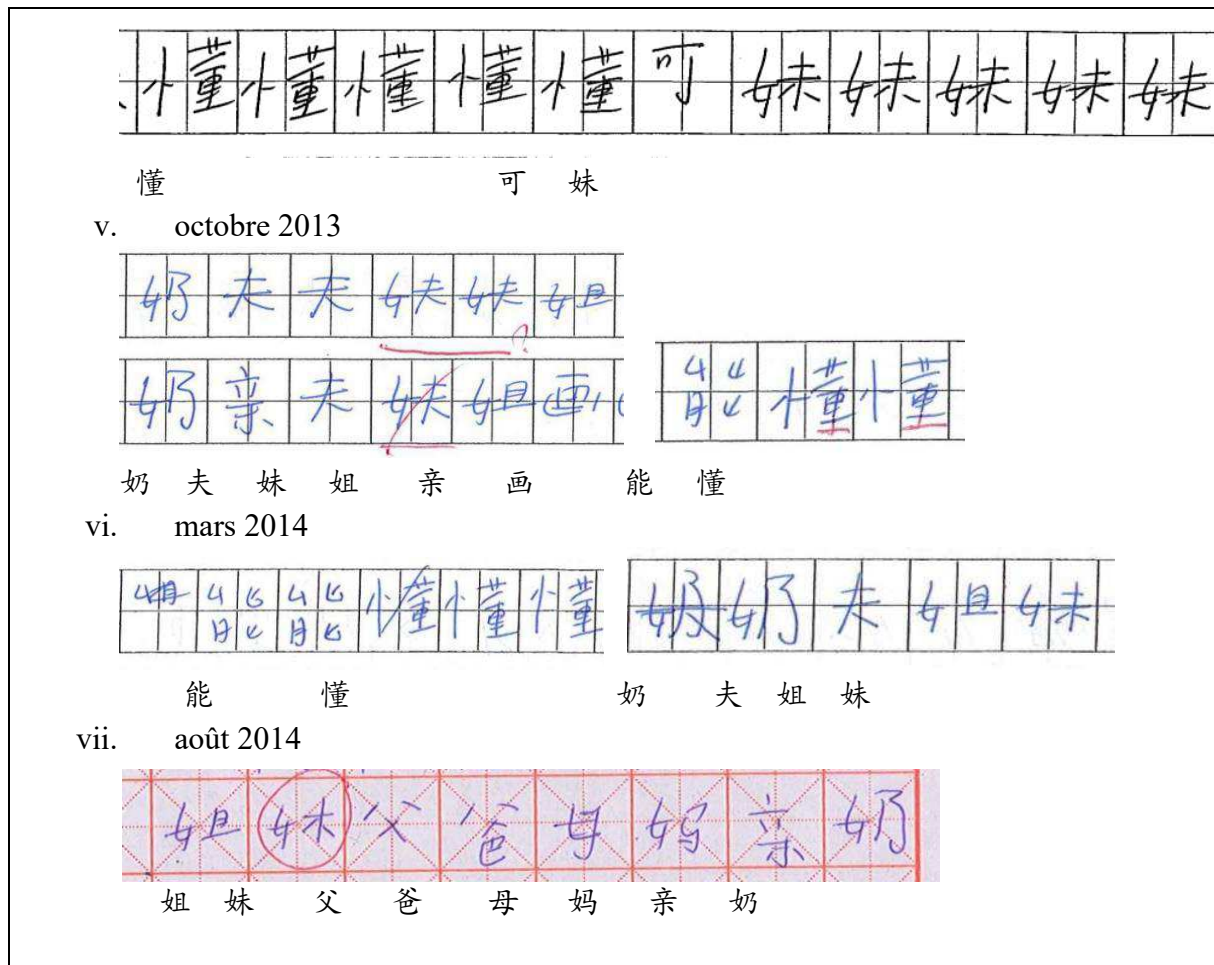 懂懂懂懂懂可妹妹妹妹妹
懂 可 妹
v. octobre 2013
奶夫夫妹妹姐
?
奶亲夫妹姐画
能懂懂
奶 夫 妹 姐 亲 画 能 懂
vi. mars 2014
能能懂懂懂
奶夫姐妹
能 懂 奶 夫 姐 妹
vii. août 2014
姐妹父爸母妈亲奶
姐 妹 父 爸 母 妈 亲 奶